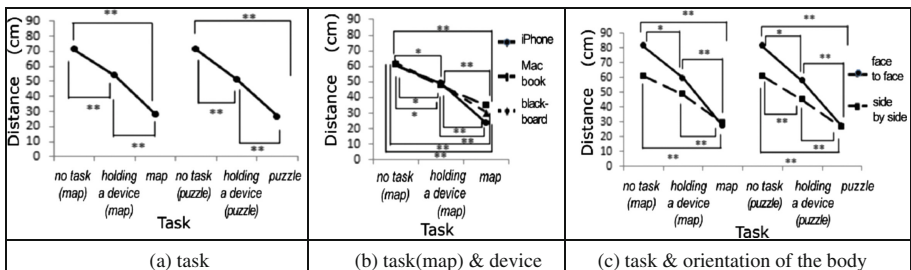 Distance (cm)
90
80
70
60
50
40
30
20
10
0
**
**
**
**
**
**
no task
(map)
holding
a device
(map)
map
no task
(puzzle)
holding
a device
(puzzle)
puzzle
Task
(a) task
Distance (cm)
90
80
70
60
50
40
30
20
10
0
**
*
**
**
*
**
**
**
**
iPhone
Mac
book
black-
board
no task
(map)
holding
a device
(map)
map
Task
(b) task(map) & device
Distance (cm)
90
80
70
60
50
40
30
20
10
0
**
*
**
**
**
**
**
*
**
**
**
**
face
to face
side
by side
no task
(map)
holding
a device
(map)
map
no task
(puzzle)
holding
a device
(puzzle)
puzzle
Task
(c) task & orientation of the body